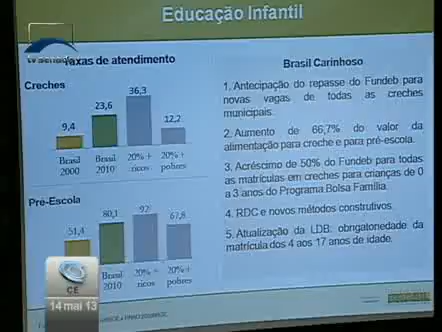 Educação Infantil
Taxas de atendimento
Creches
9,4
23,6
36,3
12,2
Brasil 2000
Brasil 2010
20% + ricos
20% + pobres
Pré-Escola
51,4
80,1
92
67,8
Brasil 2010
20% + ricos
20% + pobres
Brasil Carinhoso
1. Antecipação do repasse do Fundeb para
novas vagas de todas as creches
municipais.
2. Aumento de 66,7% do valor da
alimentação para creche e para pré-escola.
3. Acréscimo de 50% do Fundeb para todas
as matrículas em creches para crianças de 0
a 3 anos do Programa Bolsa Família.
4. RDC e novos métodos construtivos.
5. Atualização da LDB: obrigatoriedade da
matrícula dos 4 aos 17 anos de idade.
CE
14 mai 13